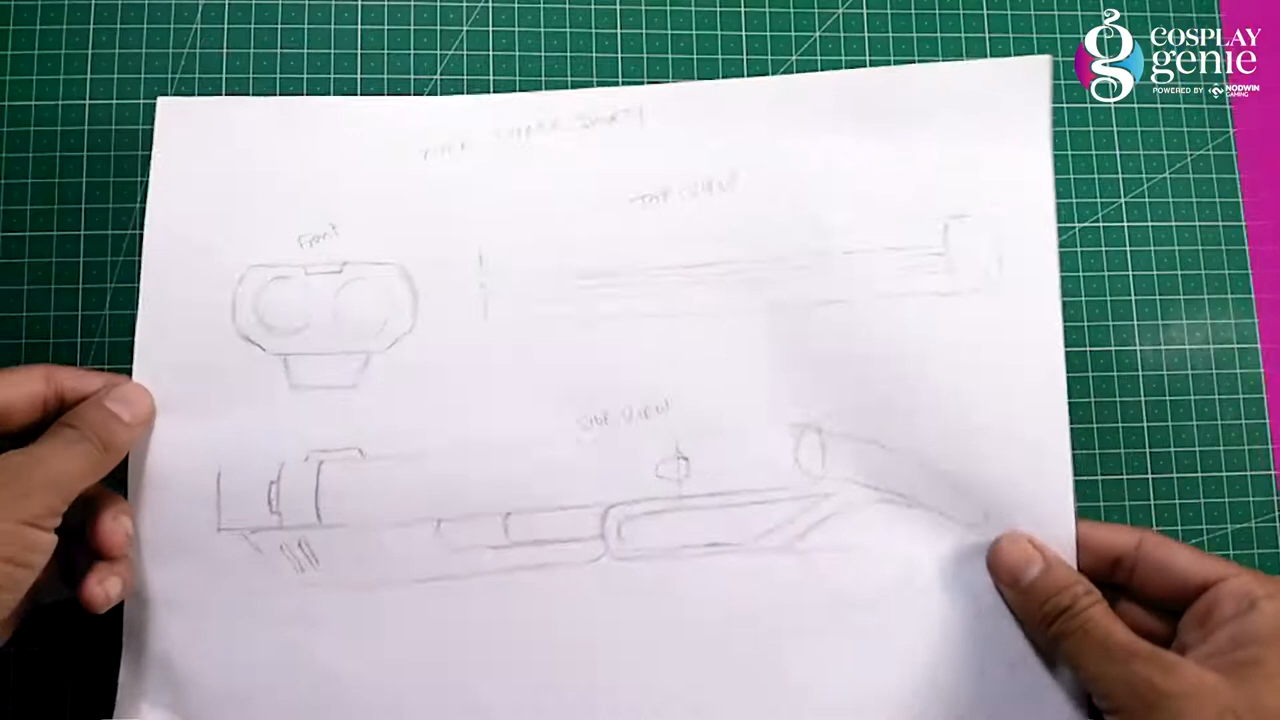 COSPLAY
genie
POWERED BY NODWIN
GAMING
TOP VIEW
Front
SIDE VIEW